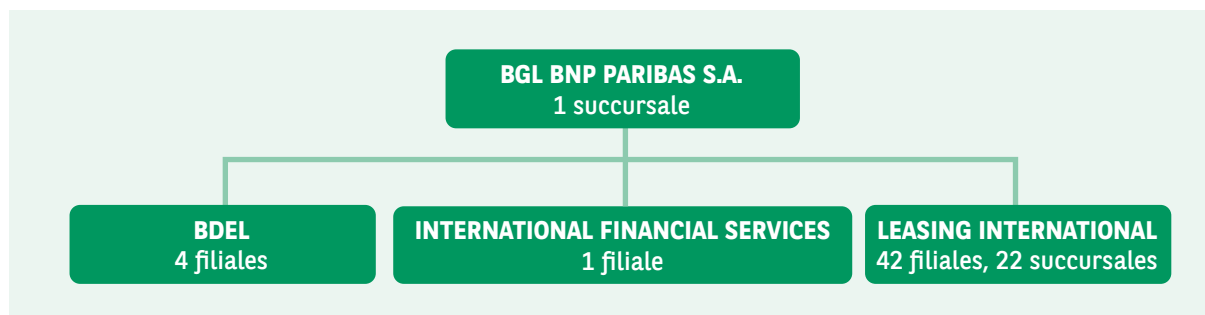 BGL BNP PARIBAS S.A.
1 succursale
BDEL
4 filiales
INTERNATIONAL FINANCIAL SERVICES
1 filiale
LEASING INTERNATIONAL
42 filiales, 22 succursales